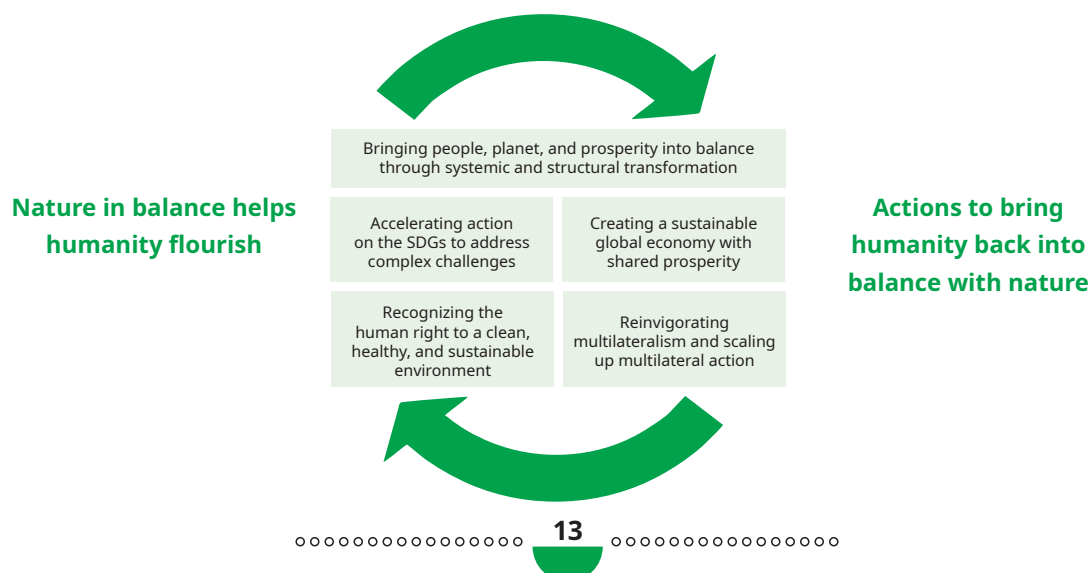 Bringing people, planet, and prosperity into balance
through systemic and structural transformation
Nature in balance helps
humanity flourish
Accelerating action
on the SDGs to address
complex challenges
Creating a sustainable
global economy with
shared prosperity
Actions to bring
humanity back into
balance with nature
Recognizing the
human right to a clean,
healthy, and sustainable
environment
Reinvigorating
multilateralism and scaling
up multilateral action
13